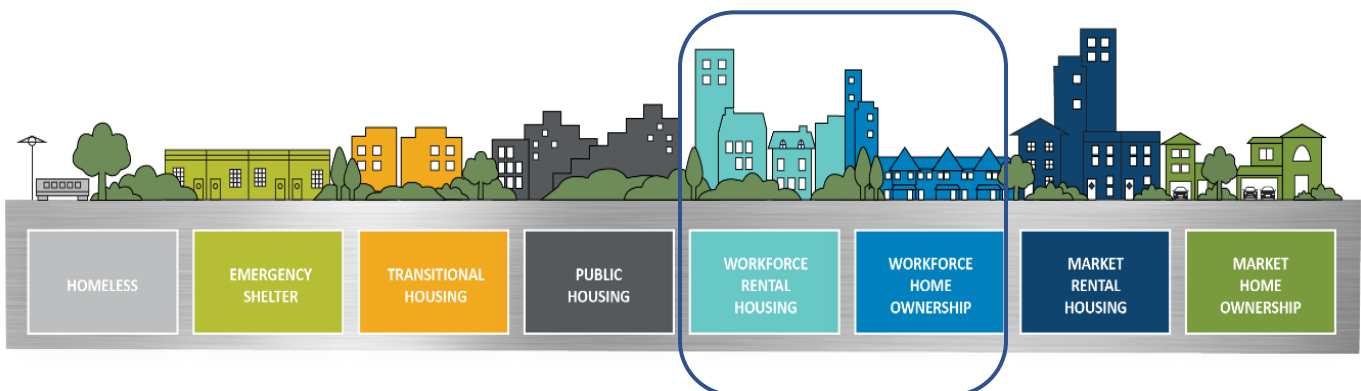 HOMELESS
EMERGENCY
SHELTER
TRANSITIONAL
HOUSING
PUBLIC
HOUSING
WORKFORCE
RENTAL
HOUSING
WORKFORCE
HOME
OWNERSHIP
MARKET
RENTAL
HOUSING
MARKET
HOME
OWNERSHIP